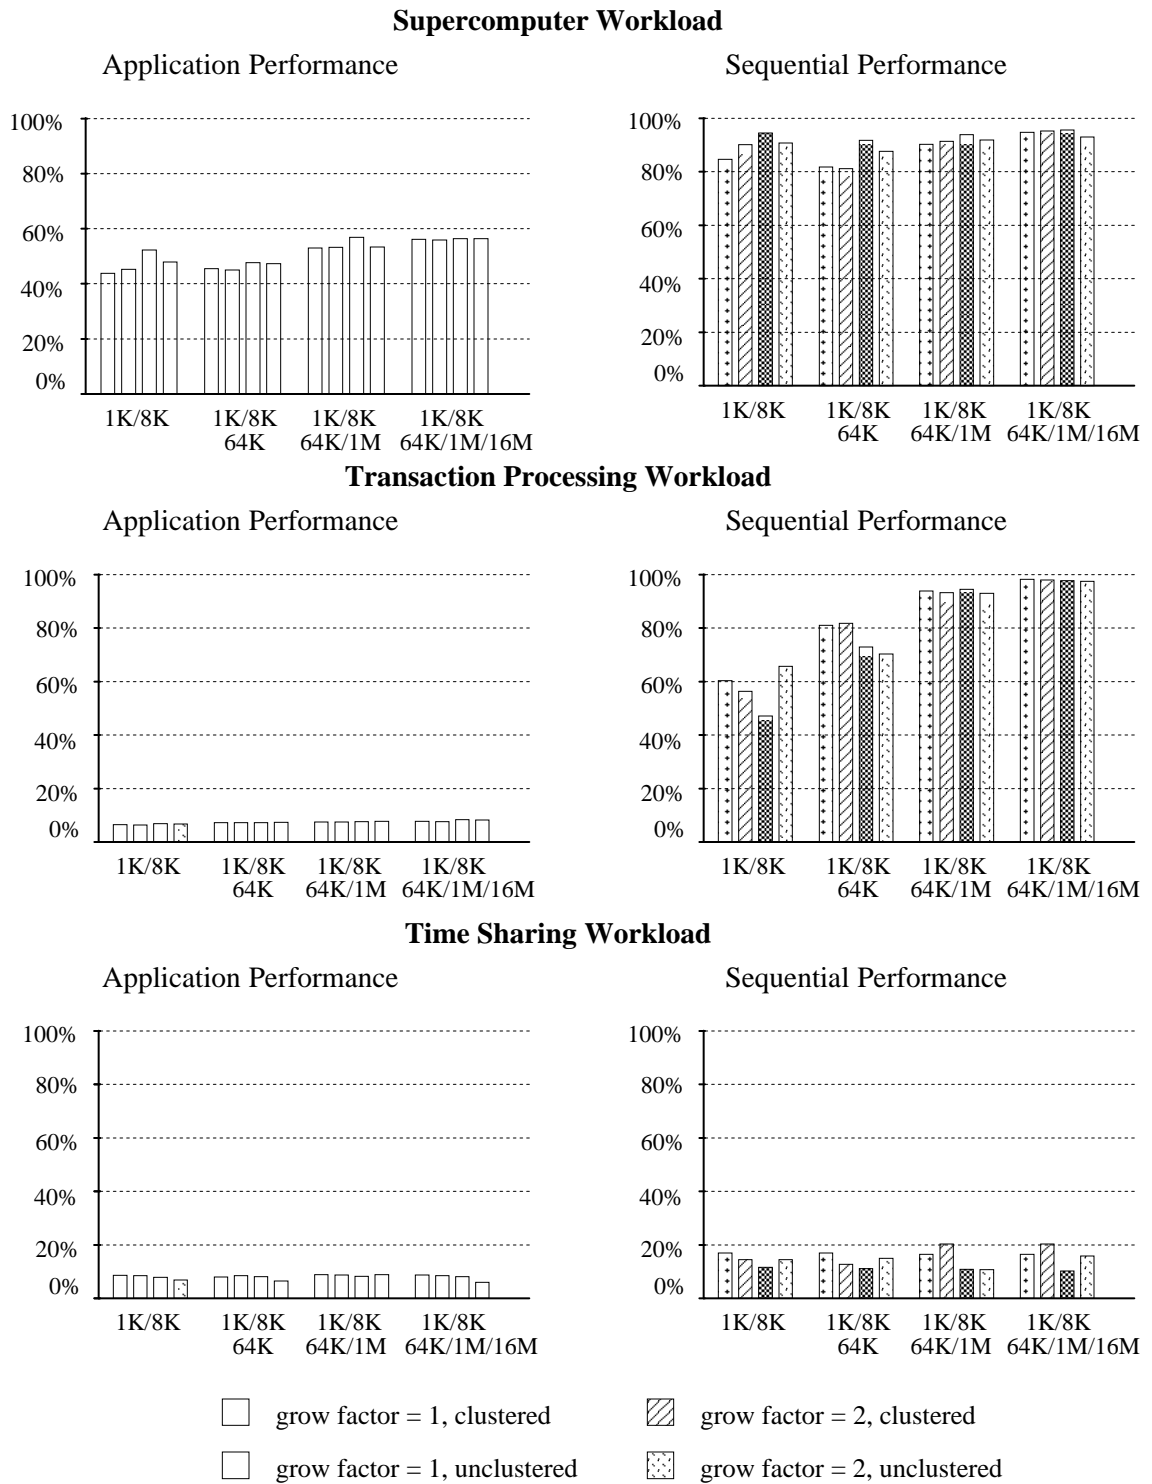 Supercomputer Workload
Application Performance
Sequential Performance
100%
80%
60%
40%
20%
0%
1K/8K
1K/8K
1K/8K
1K/8K
64K
64K/1M
64K/1M/16M
100%
80%
60%
40%
20%
0%
1K/8K
1K/8K
1K/8K
1K/8K
64K
64K/1M
64K/1M/16M
Transaction Processing Workload
Application Performance
Sequential Performance
100%
80%
60%
40%
20%
0%
1K/8K
1K/8K
1K/8K
1K/8K
64K
64K/1M
64K/1M/16M
100%
80%
60%
40%
20%
0%
1K/8K
1K/8K
1K/8K
1K/8K
64K
64K/1M
64K/1M/16M
Time Sharing Workload
Application Performance
Sequential Performance
100%
80%
60%
40%
20%
0%
1K/8K
1K/8K
1K/8K
1K/8K
64K
64K/1M
64K/1M/16M
100%
80%
60%
40%
20%
0%
1K/8K
1K/8K
1K/8K
1K/8K
64K
64K/1M
64K/1M/16M
grow factor = 1, clustered
grow factor = 2, clustered
grow factor = 1, unclustered
grow factor = 2, unclustered